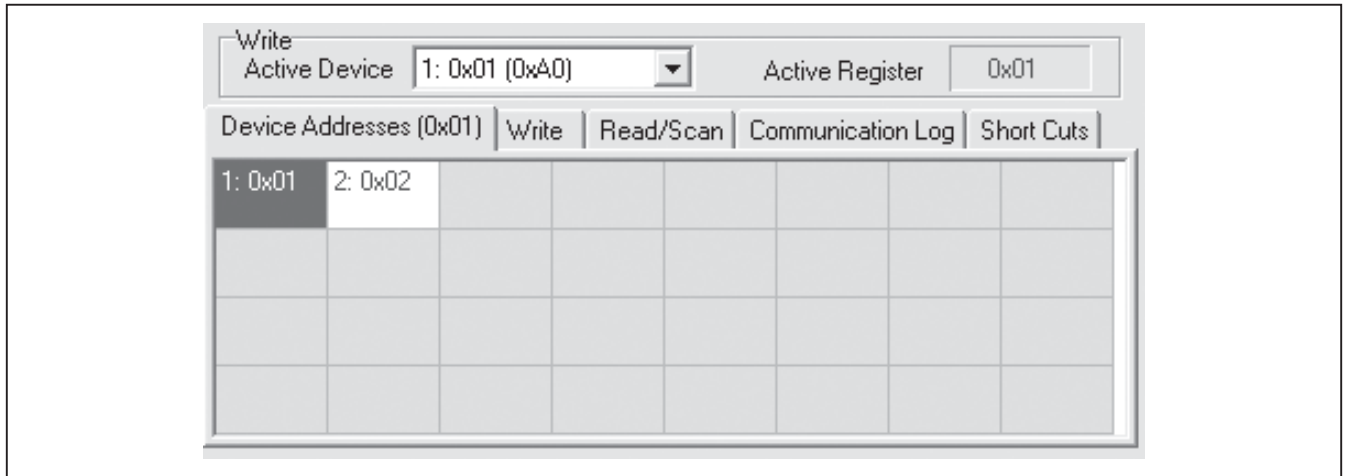 Write
Active Device 1: 0x01 (0xA0) Active Register 0x01
Device Addresses (0x01) Write Read/Scan Communication Log Short Cuts
1: 0x01 2: 0x02